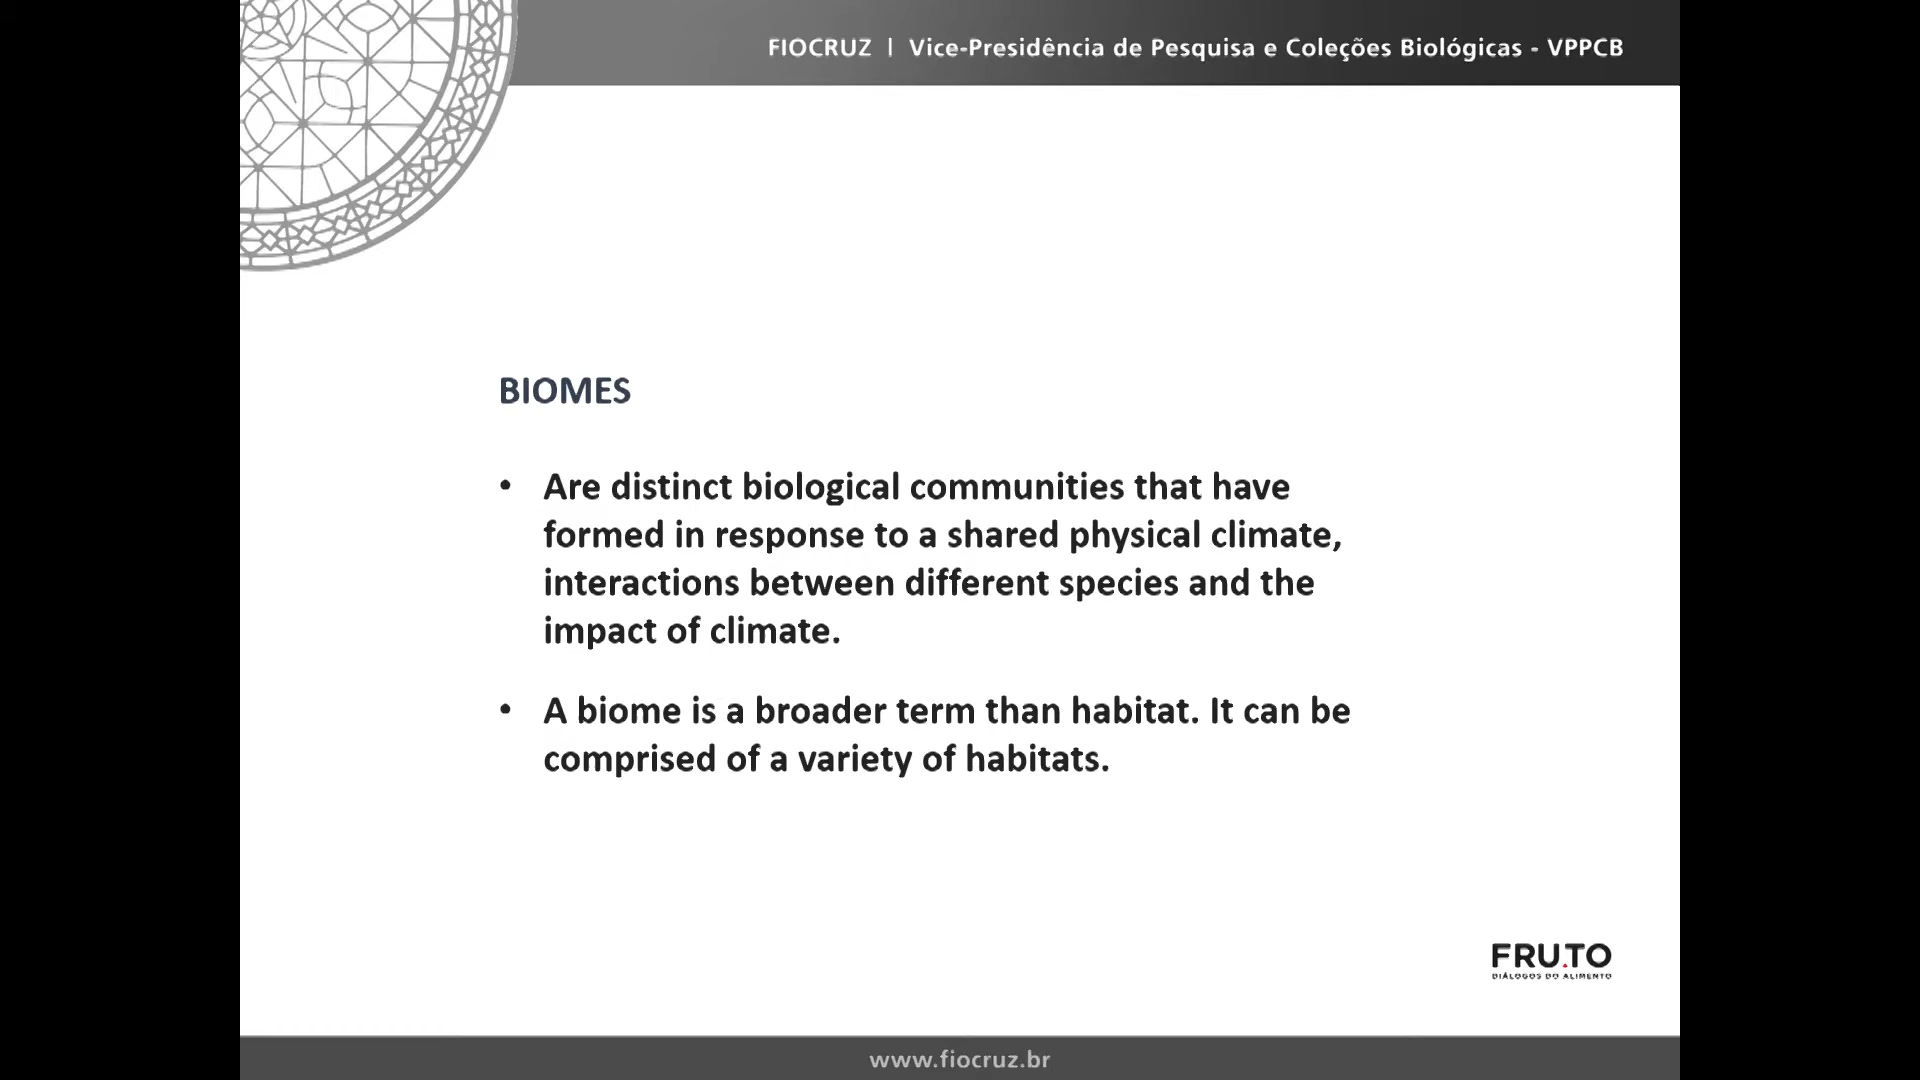 FIOCRUZ | Vice-Presidência de Pesquisa e Coleções Biológicas - VPPCB
BIOMES
• Are distinct biological communities that have
formed in response to a shared physical climate,
interactions between different species and the
impact of climate.
• A biome is a broader term than habitat. It can be
comprised of a variety of habitats.
FRU.TO
DIÁLOGOS DO ALIMENTO
www.fiocruz.br